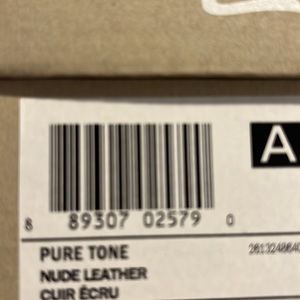 A
8 89307 02579 0
PURE TONE
NUDE LEATHER
CUIR ÉCRU